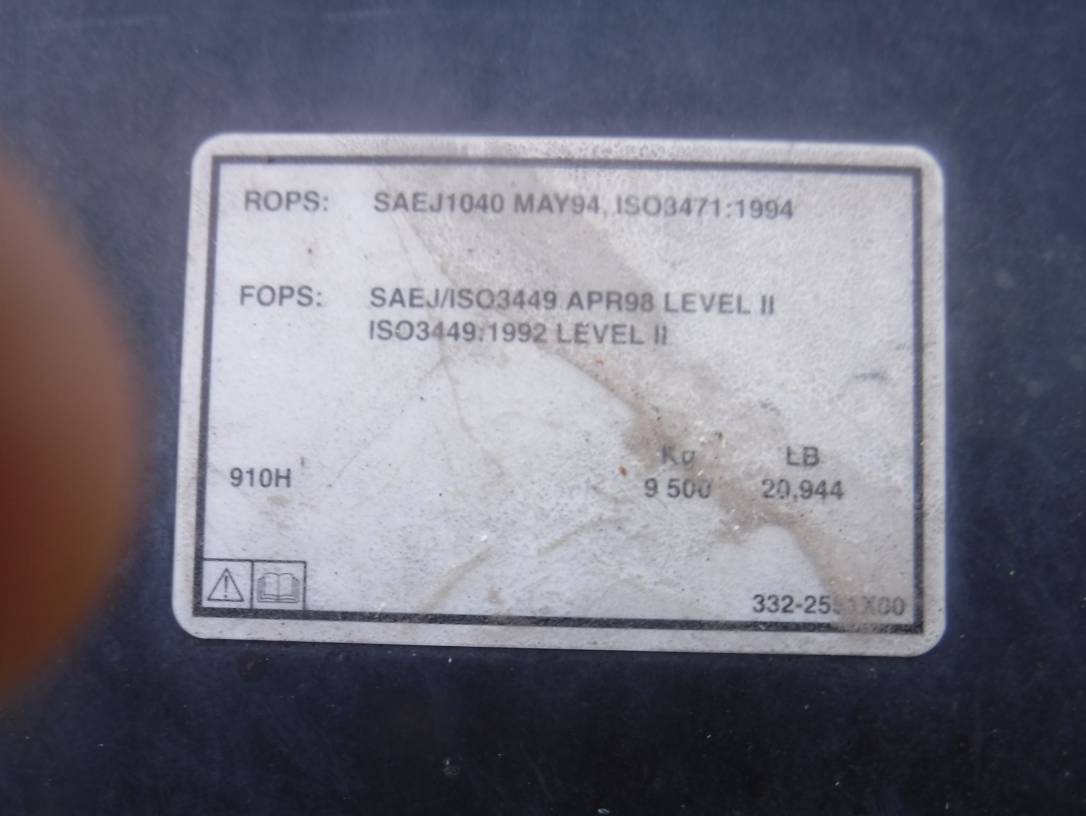 ROPS: SAEJ1040 MAY94, ISO3471:1994
FOPS: SAEJ/ISO3449 APR98 LEVEL II
ISO3449:1992 LEVEL II
Kg LB
910H 9 500 20,944